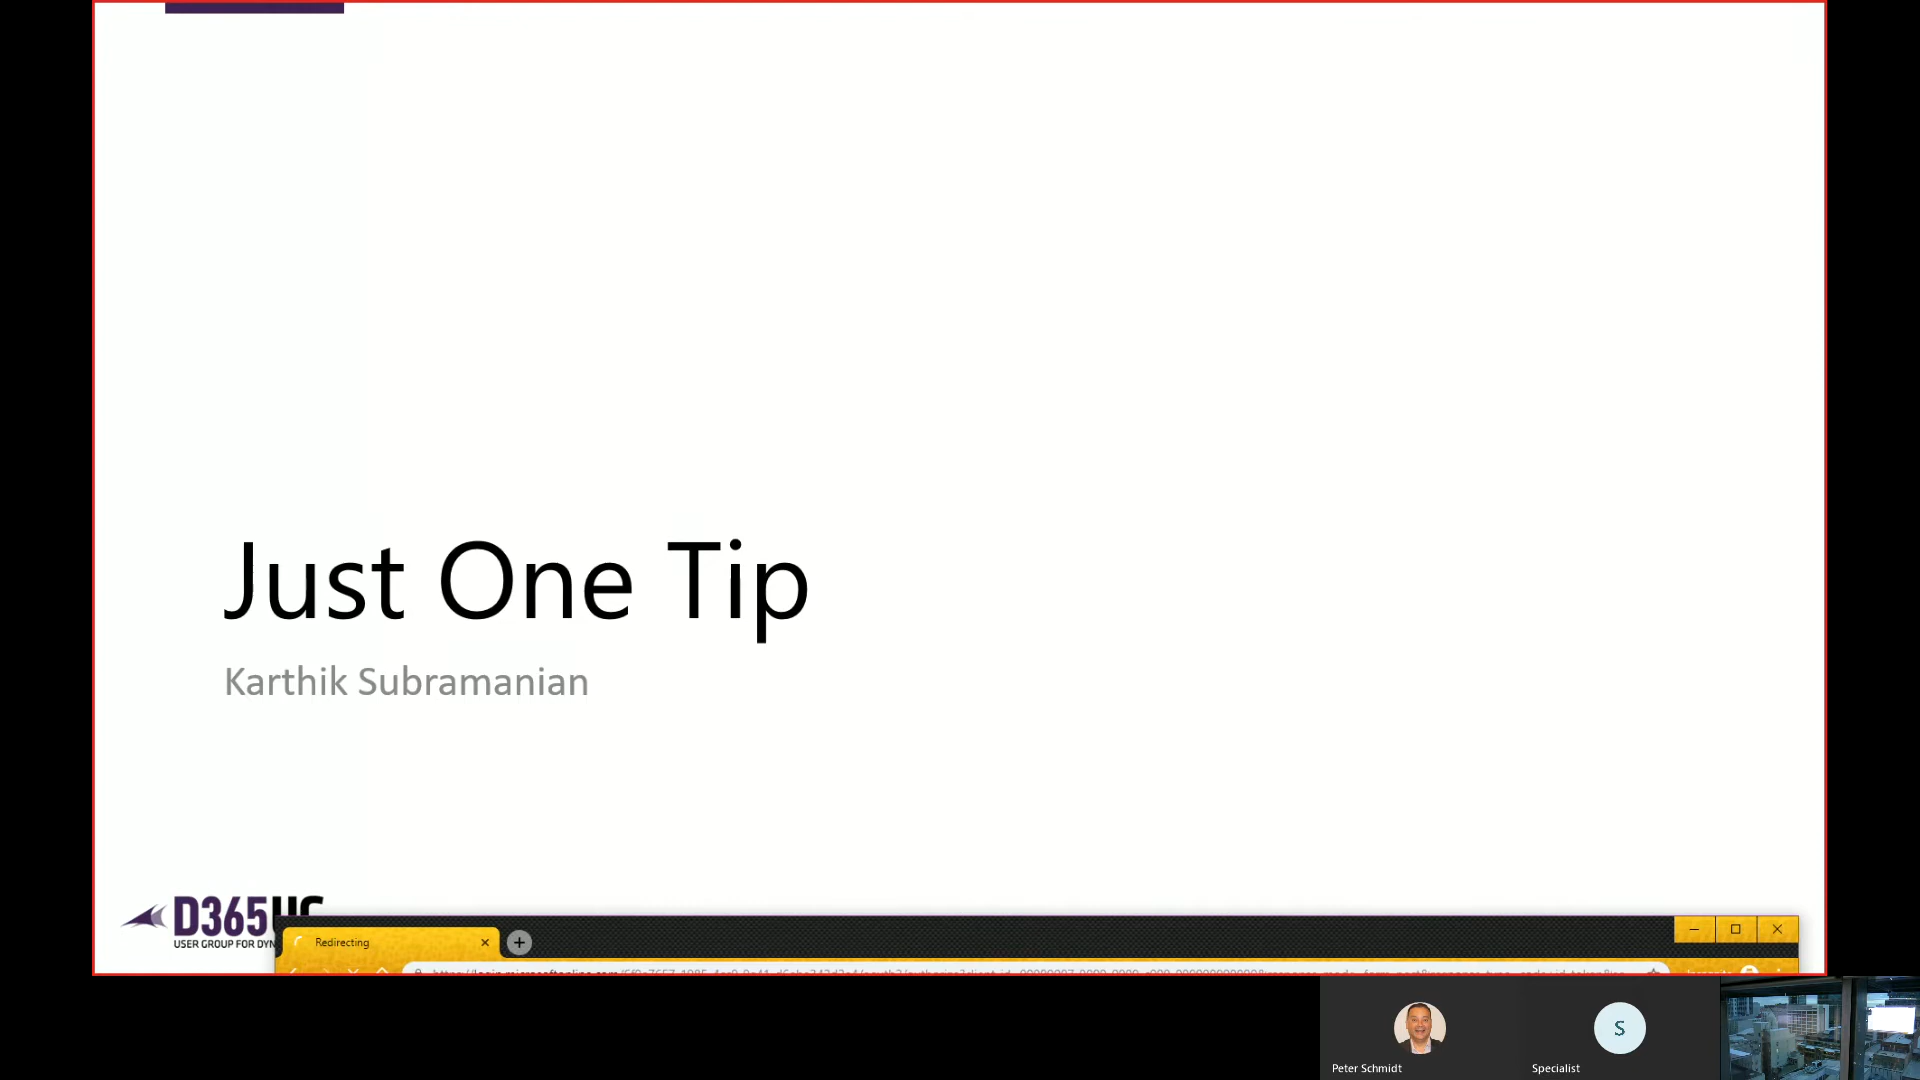 Just One Tip
Karthik Subramanian
D365UG
USER GROUP FOR DYN
Redirecting
S
Peter Schmidt
Specialist